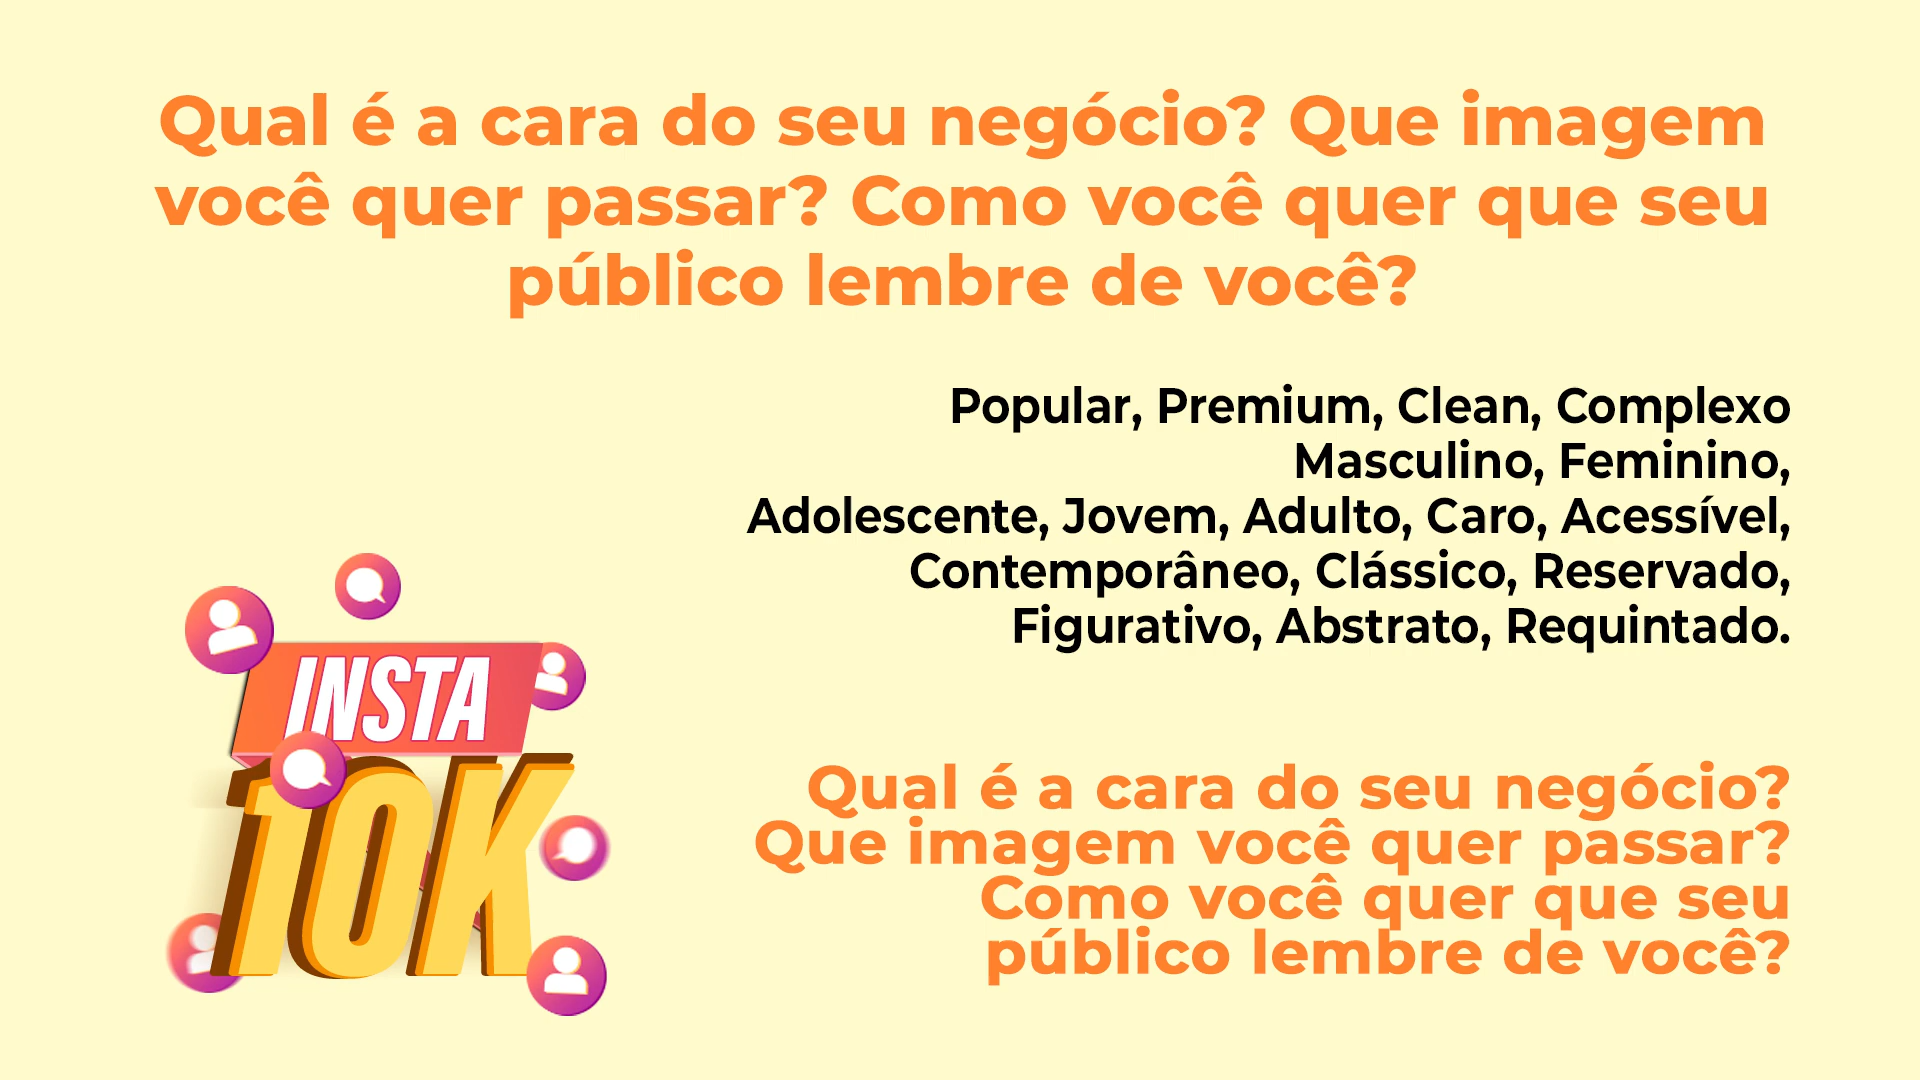 Qual é a cara do seu negócio? Que imagem
você quer passar? Como você quer que seu
público lembre de você?
Popular, Premium, Clean, Complexo
Masculino, Feminino,
Adolescente, Jovem, Adulto, Caro, Acessível,
Contemporâneo, Clássico, Reservado,
Figurativo, Abstrato, Requintado.
INSTA
10K
Qual é a cara do seu negócio?
Que imagem você quer passar?
Como você quer que seu
público lembre de você?